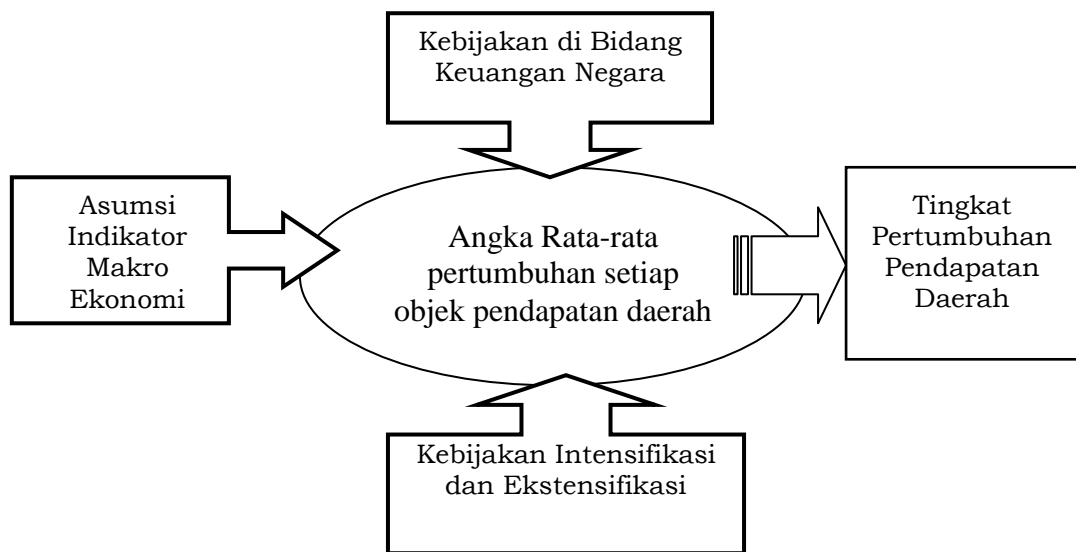 Kebijakan di Bidang
Keuangan Negara
Asumsi
Indikator
Makro
Ekonomi
Angka Rata-rata
pertumbuhan setiap
objek pendapatan daerah
Tingkat
Pertumbuhan
Pendapatan
Daerah
Kebijakan Intensifikasi
dan Ekstensifikasi